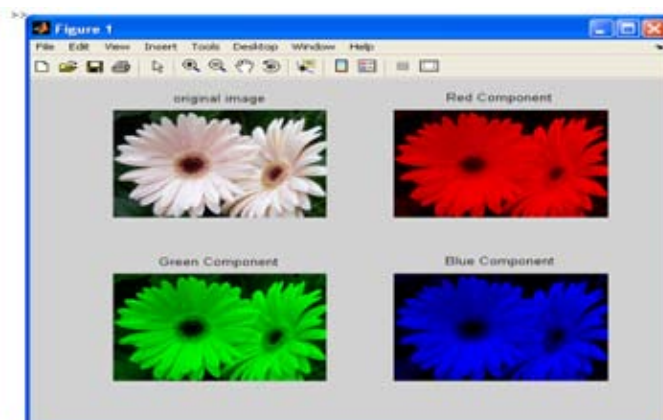 >>
Figure 1
File Edit View Insert Tools Desktop Window Help
original image
Red Component
Green Component
Blue Component